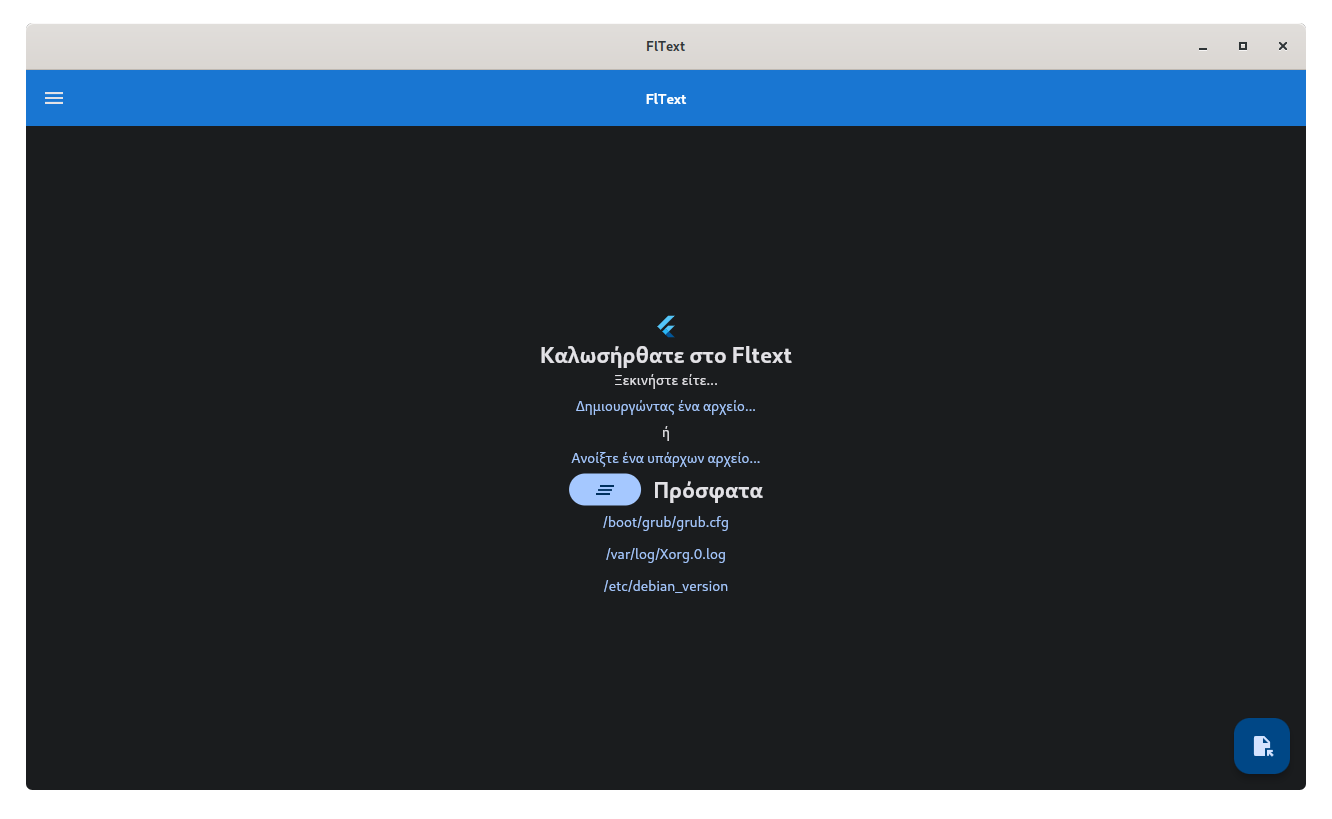 FlText
FlText
Καλωσήρθατε στο Fltext
Ξεκινήστε είτε...
Δημιουργώντας ένα αρχείο...
ή
Ανοίξτε ένα υπάρχων αρχείο...
Πρόσφατα
/boot/grub/grub.cfg
/var/log/Xorg.0.log
/etc/debian_version